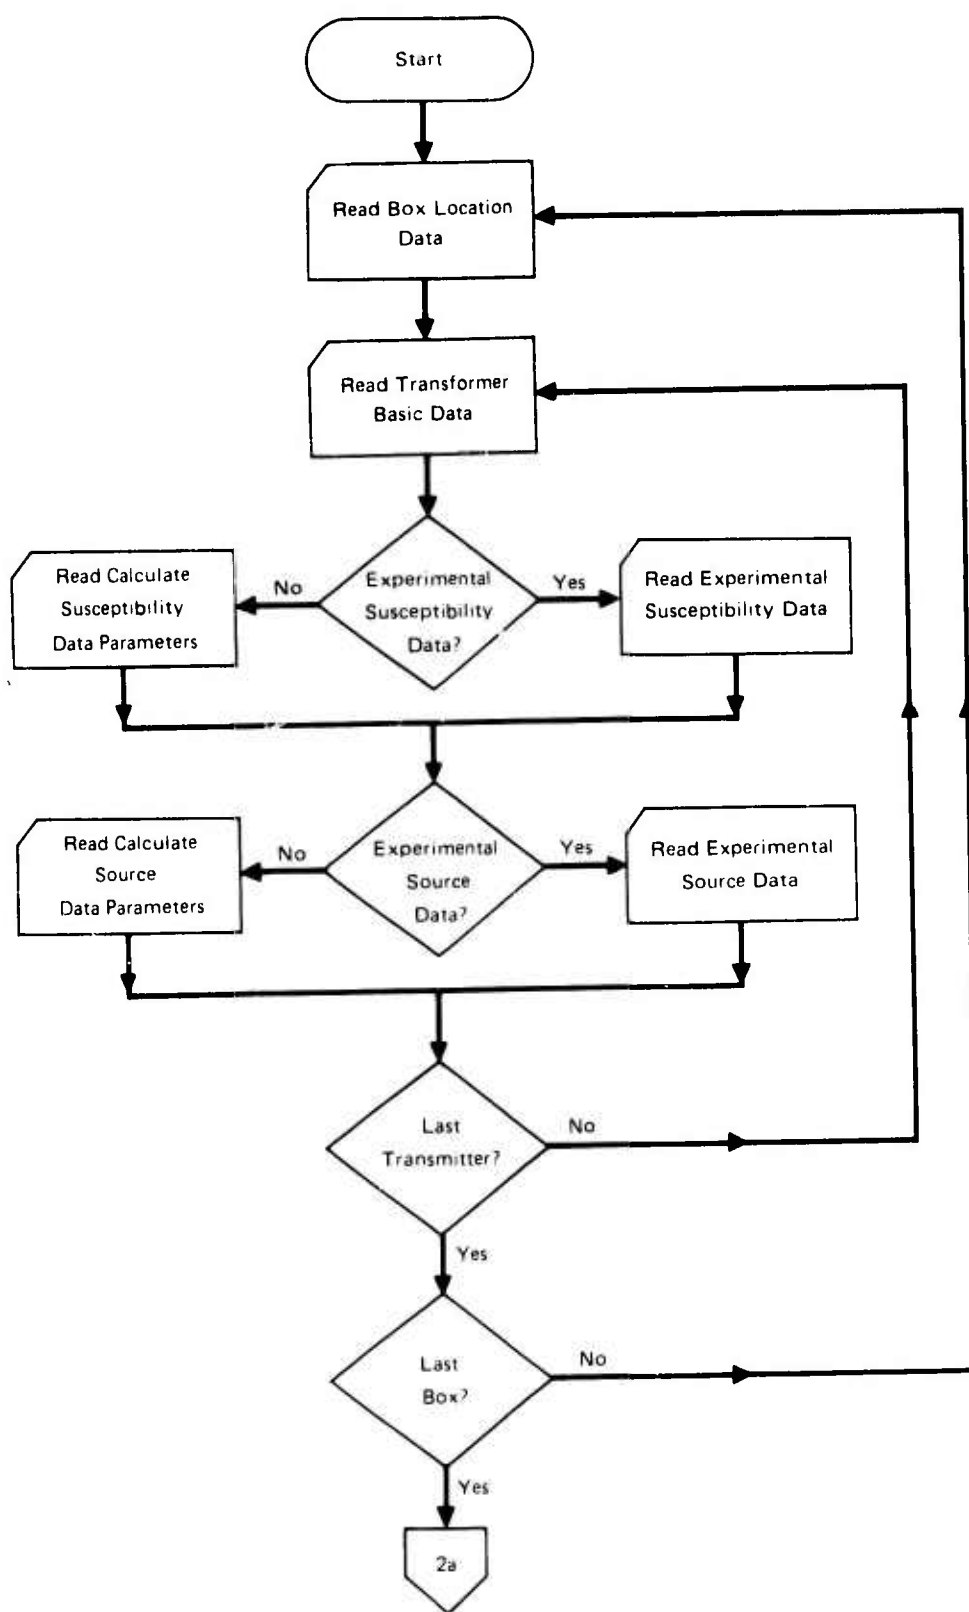 Start
Read Box Location
Data
Read Transformer
Basic Data
Read Calculate
Susceptibility
Data Parameters
No
Experimental
Susceptibility
Data?
Yes
Read Experimental
Susceptibility Data
Read Calculate
Source
Data Parameters
No
Experimental
Source
Data?
Yes
Read Experimental
Source Data
Last
Transmitter?
No
Yes
Last
Box?
No
Yes
2a